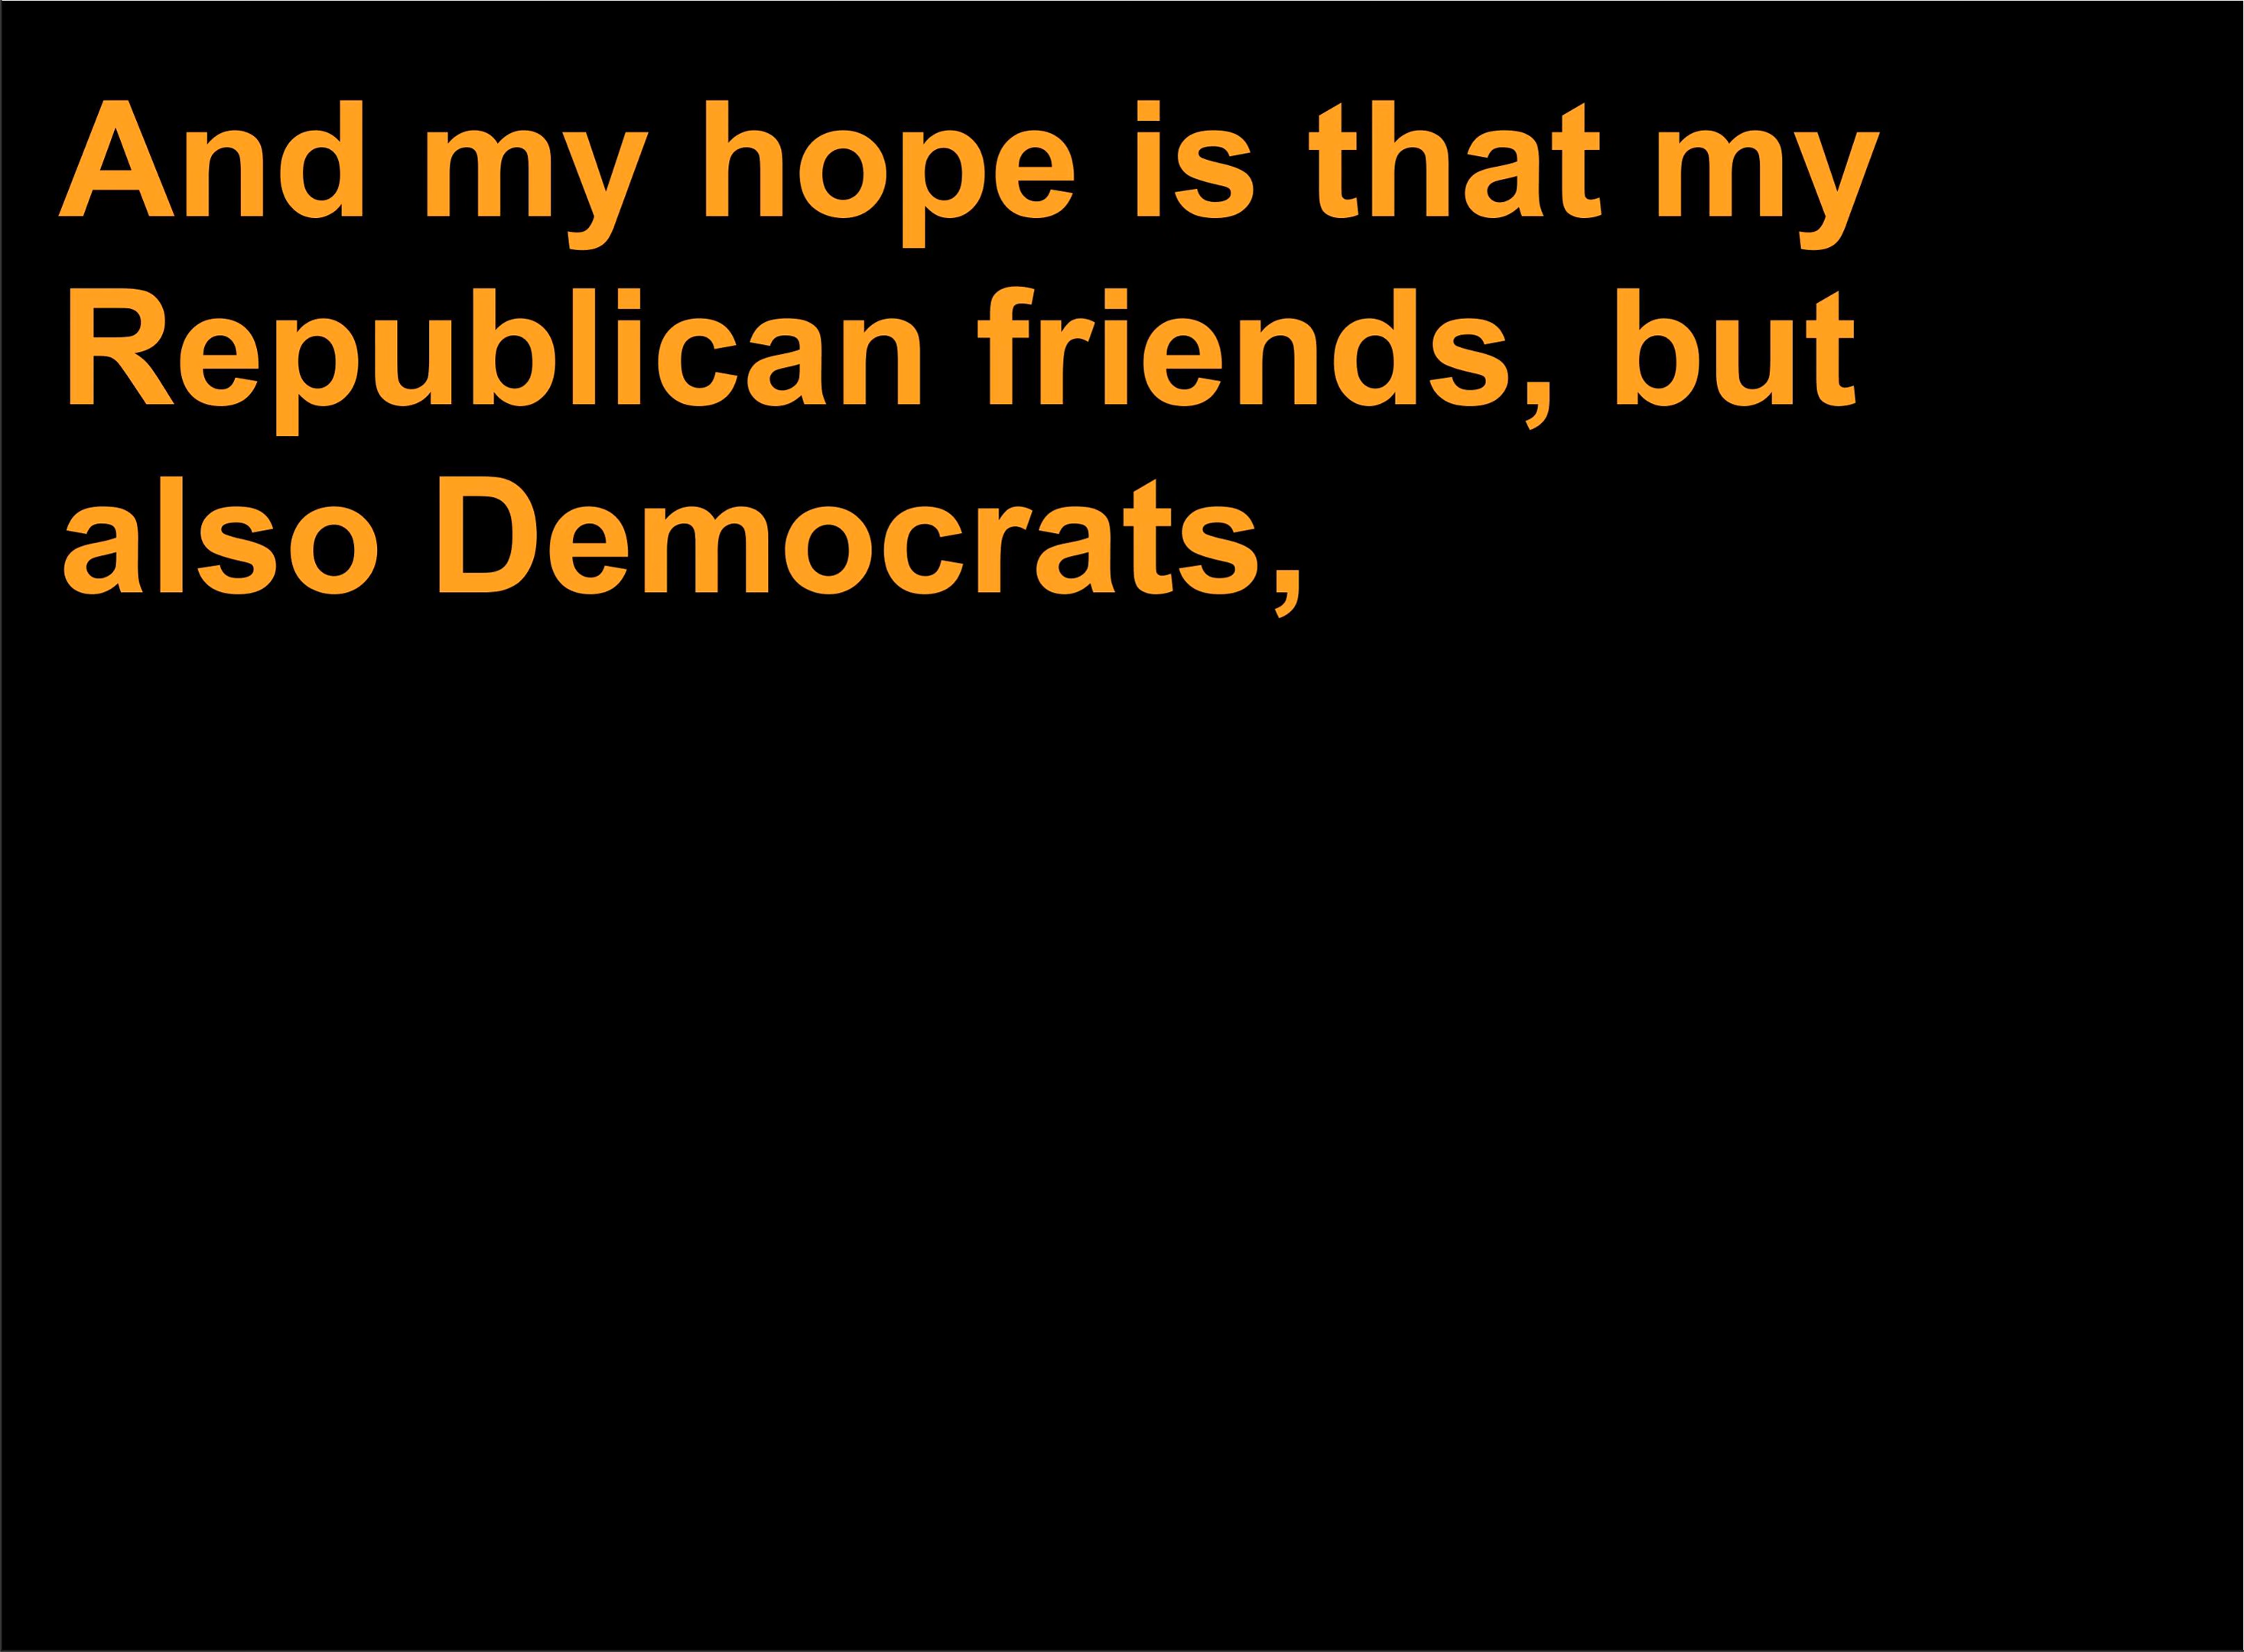 And my hope is that my
Republican friends, but
also Democrats,